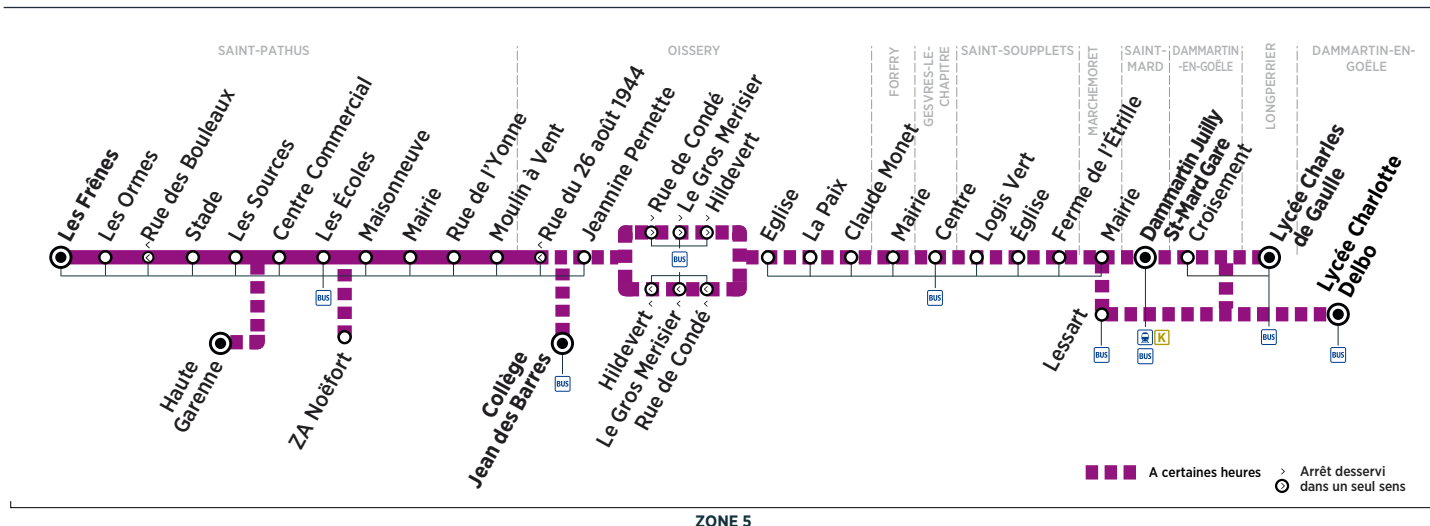 SAINT-PATHUS
OISSERY
FORFRY
GESVRES-LE-
CHAPITRE
SAINT-SOUPPLETS
MARCHEMORET
SAINT-
MARD
DAMMARTIN
-EN-GOËLE
LONGPERRIER
DAMMARTIN-EN-
GOËLE
Les Frênes
Les Ormes
Rue des Bouleaux
Stade
Les Sources
Centre Commercial
Les Écoles
Maisonneuve
Mairie
Rue de l'Yonne
Moulin à Vent
Rue du 26 août 1944
Jeannine Pernette
Rue de Condé
Le Gros Merisier
Hildevert
Eglise
La Paix
Claude Monet
Mairie
Centre
Logis Vert
Église
Ferme de l'Étrille
Mairie
Dammartin Juilly
St-Mard Gare
Croisement
Lycée Charles
de Gaulle
Lycée Charlotte
Delbo
BUS
BUS
BUS
Haute
Garenne
ZA Noëfort
Collège
Jean des Barres
BUS
Hildevert
Le Gros Merisier
Rue de Condé
Lessart
BUS
K
BUS
BUS
BUS
A certaines heures
Arrêt desservi
dans un seul sens
ZONE 5